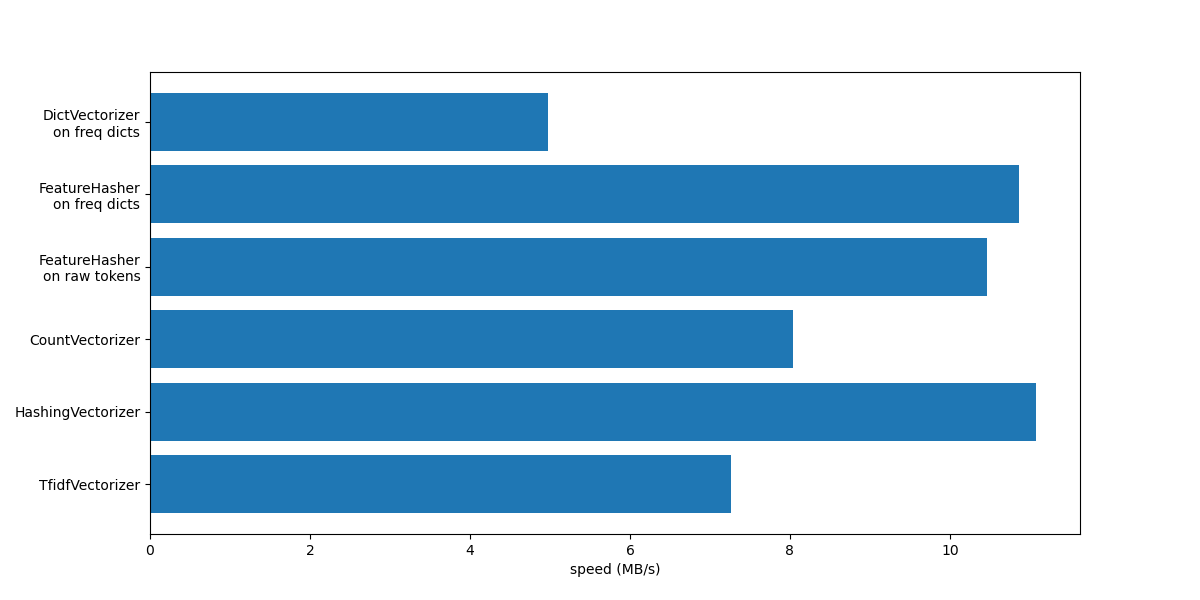 DictVectorizer
on freq dicts
FeatureHasher
on freq dicts
FeatureHasher
on raw tokens
CountVectorizer
HashingVectorizer
TfidfVectorizer
0 2 4 6 8 10
speed (MB/s)